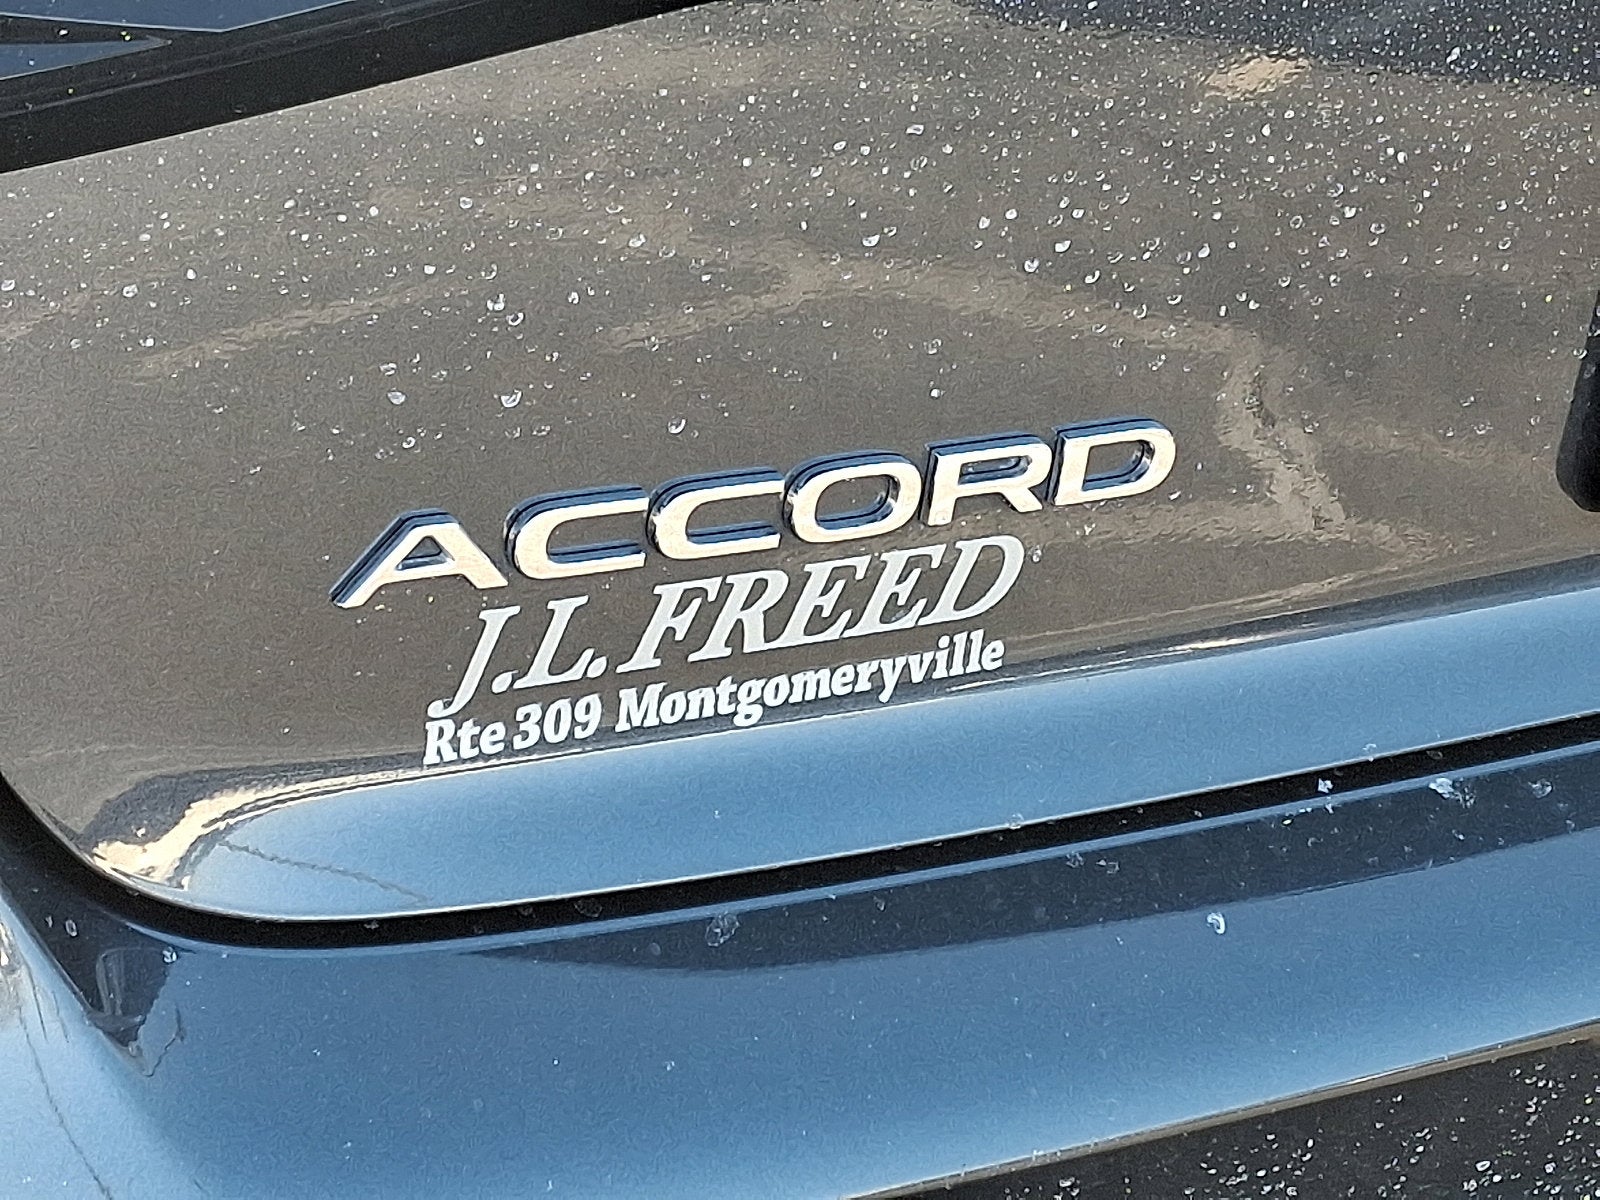 ACCORD
J.L. FREED
Rte 309 Montgomeryville